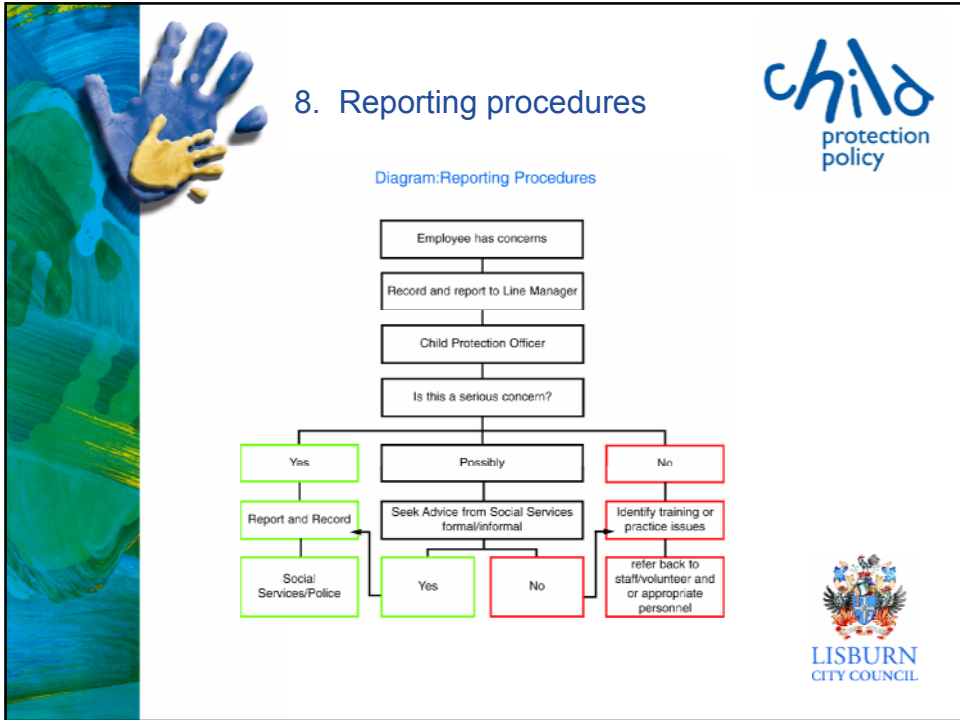 8. Reporting procedures
child
protection
policy
Diagram:Reporting Procedures
Employee has concerns
Record and report to Line Manager
Child Protection Officer
Is this a serious concern?
Yes
Possibly
No
Report and Record
Seek Advice from Social Services
formal/informal
Identify training or
practice issues
Social
Services/Police
Yes
No
refer back to
staff/volunteer and
or appropriate
personnel
LISBURN
CITY COUNCIL